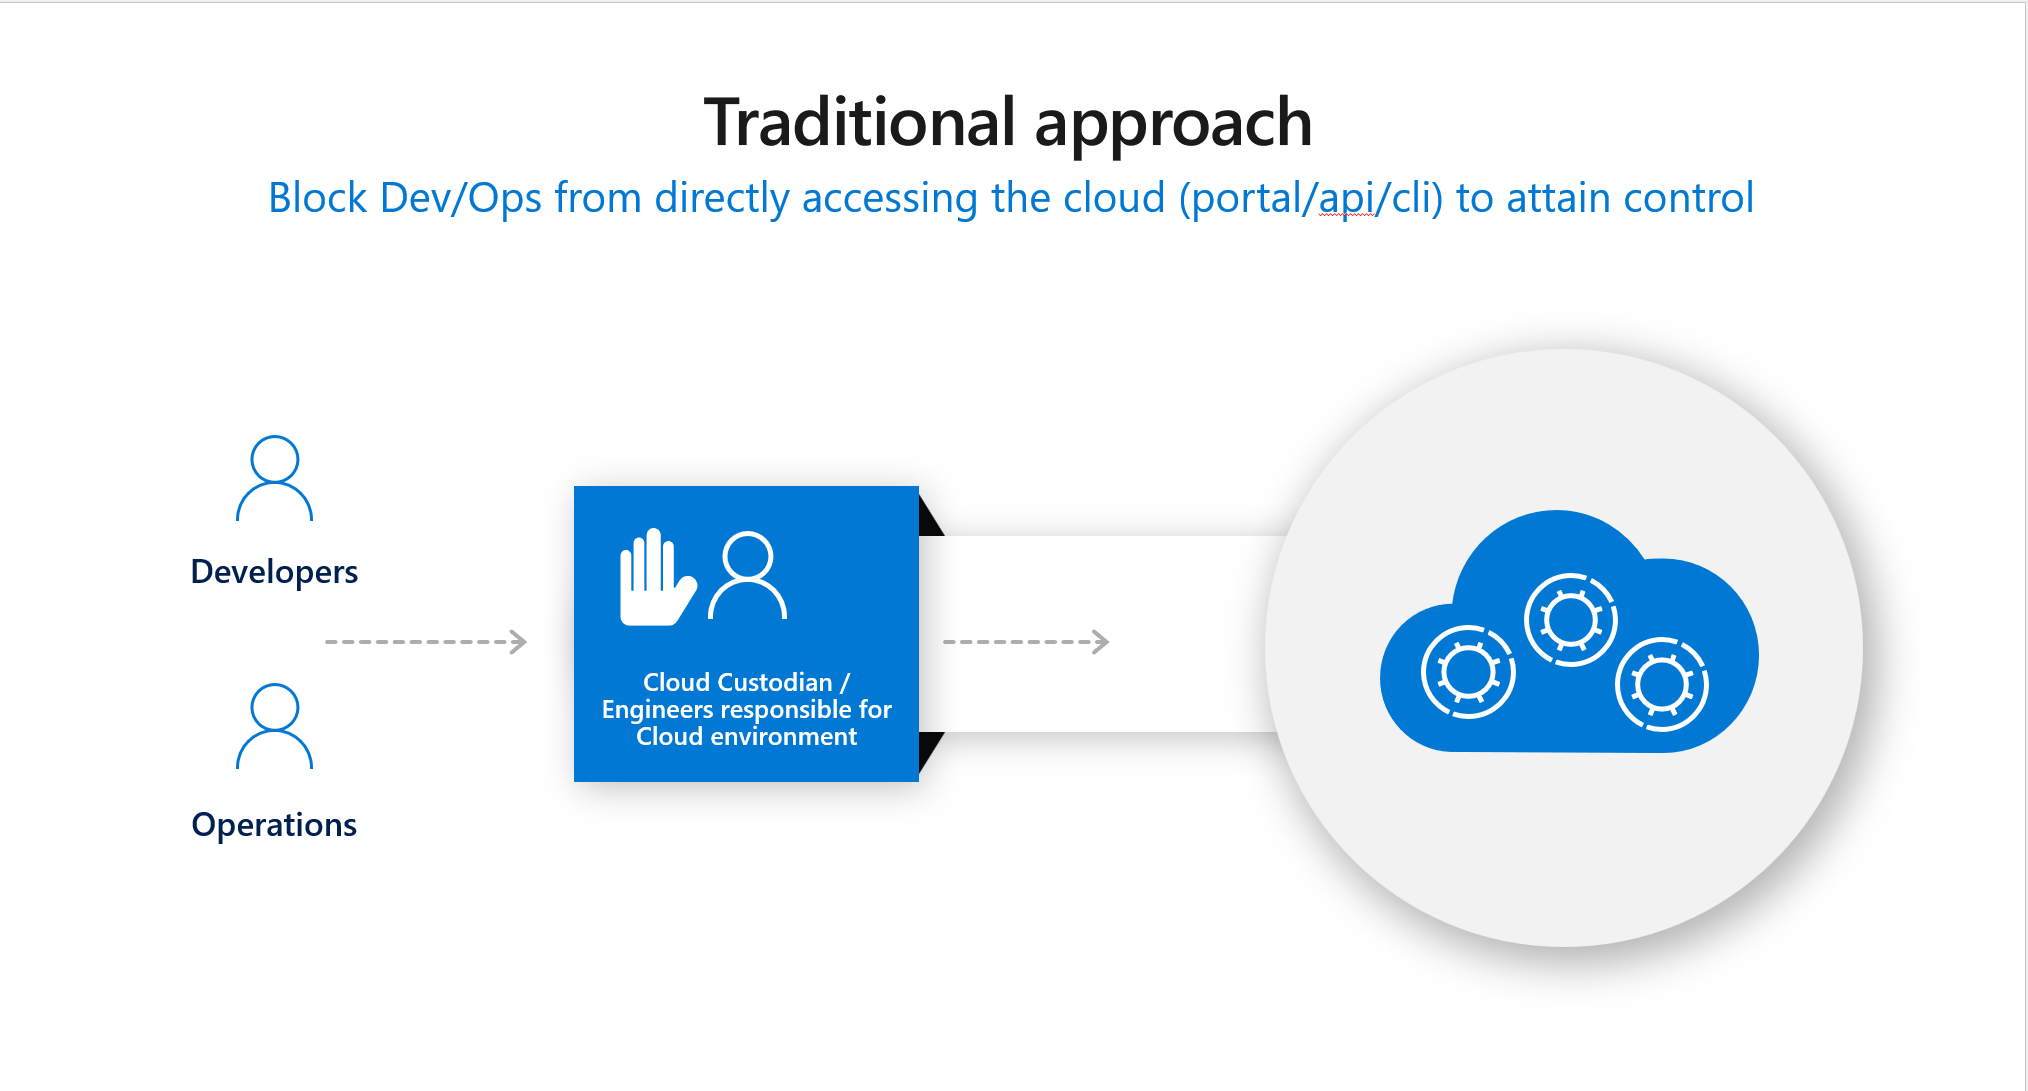 Traditional approach
Block Dev/Ops from directly accessing the cloud (portal/api/cli) to attain control
Developers
Operations
Cloud Custodian /
Engineers responsible for
Cloud environment